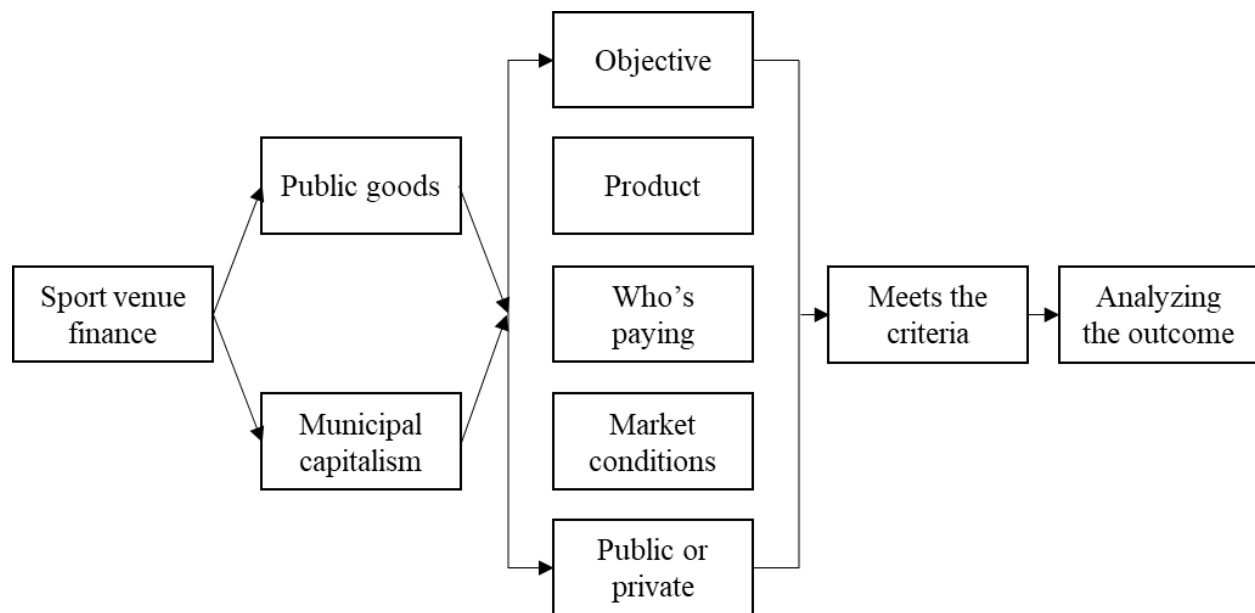 Sport venue
finance
Public goods
Municipal
capitalism
Objective
Product
Who's
paying
Market
conditions
Public or
private
Meets the
criteria
Analyzing
the outcome